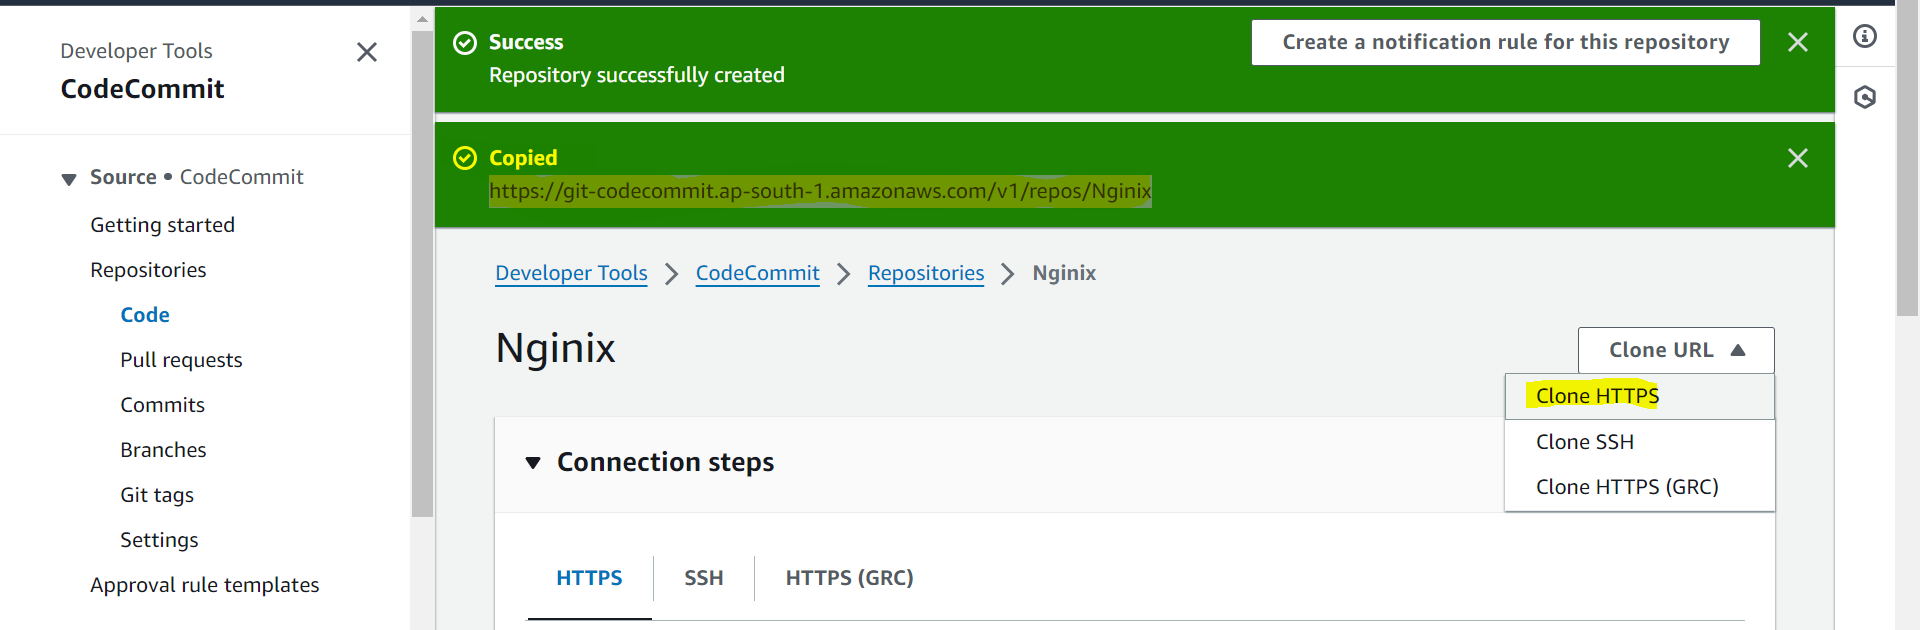 Developer Tools
CodeCommit
Source • CodeCommit
Getting started
Repositories
Code
Pull requests
Commits
Branches
Git tags
Settings
Approval rule templates
Success
Repository successfully created
Create a notification rule for this repository
Copied
https://git-codecommit.ap-south-1.amazonaws.com/v1/repos/Nginix
Developer Tools > CodeCommit > Repositories > Nginix
Nginix
Clone URL
Clone HTTPS
Clone SSH
Clone HTTPS (GRC)
Connection steps
HTTPS SSH HTTPS (GRC)